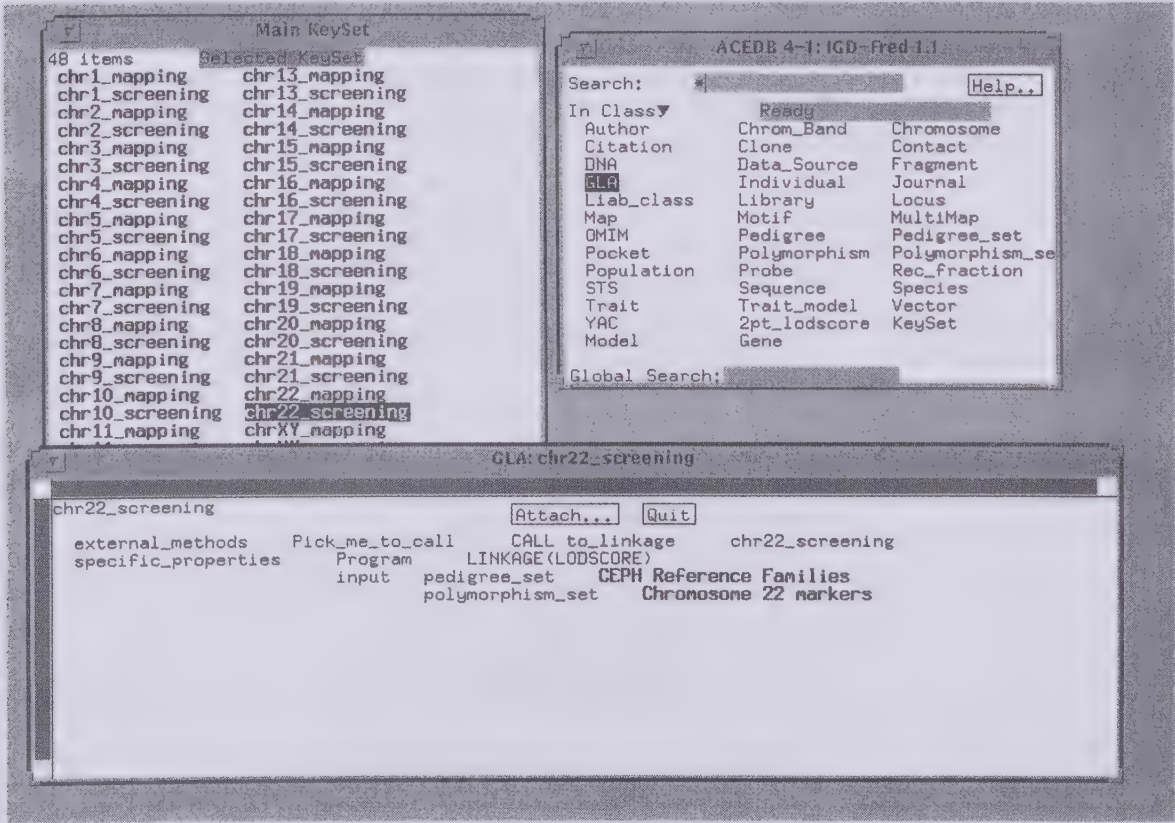 Main KeySet
48 items Selected KeySet
chr1_mapping chr13_mapping
chr1_screening chr13_screening
chr2_mapping chr14_mapping
chr2_screening chr14_screening
chr3_mapping chr15_mapping
chr3_screening chr15_screening
chr4_mapping chr16_mapping
chr4_screening chr16_screening
chr5_mapping chr17_mapping
chr5_screening chr17_screening
chr6_mapping chr18_mapping
chr6_screening chr18_screening
chr7_mapping chr19_mapping
chr7_screening chr19_screening
chr8_mapping chr20_mapping
chr8_screening chr20_screening
chr9_mapping chr21_mapping
chr9_screening chr21_screening
chr10_mapping chr22_mapping
chr10_screening chr22_screening
chr11_mapping chrXY_mapping
ACEDB 4-1: IGD-Fred 1.1
Search: * Help..
In Class▼ Ready
Author Chrom_Band Chromosome
Citation Clone Contact
DNA Data_Source Fragment
GLA Individual Journal
Liab_class Library Locus
Map Motif MultiMap
OMIM Pedigree Pedigree_set
Pocket Polymorphism Polymorphism_se
Population Probe Rec_fraction
STS Sequence Species
Trait Trait_model Vector
YAC 2pt_lodscore KeySet
Model Gene
Global Search:
GLA: chr22_screening
chr22_screening Attach... Quit
external_methods Pick_me_to_call CALL to_linkage chr22_screening
specific_properties Program LINKAGE(LODSCORE)
input pedigree_set CEPH Reference Families
polymorphism_set Chromosome 22 markers